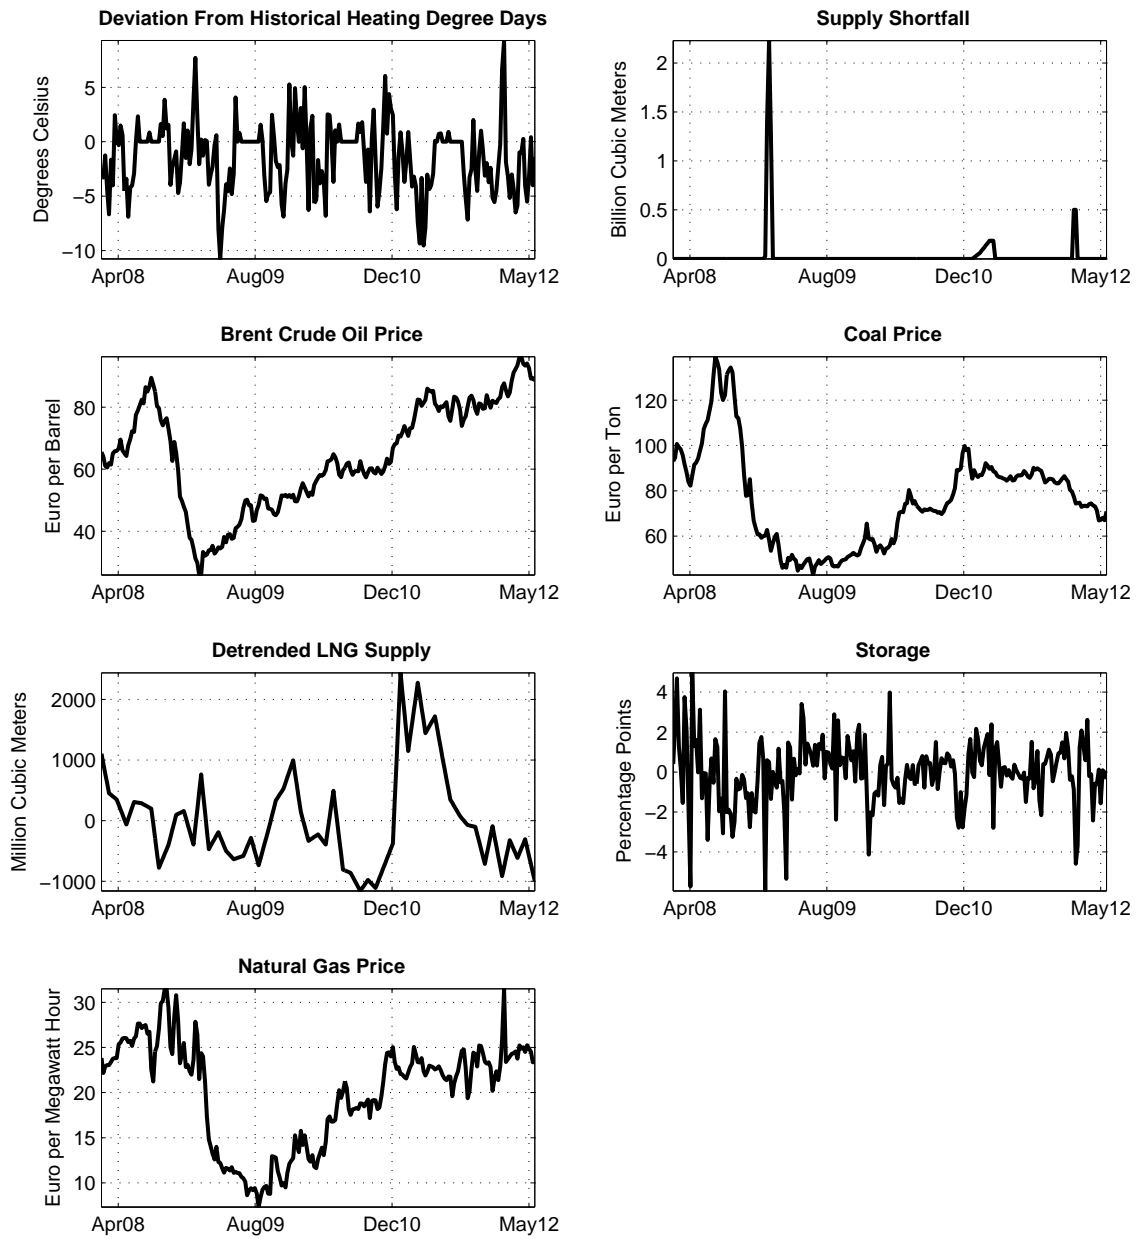 Deviation From Historical Heating Degree Days
Degrees Celsius
5
0
−5
−10
Apr08 Aug09 Dec10 May12
Supply Shortfall
Billion Cubic Meters
2
1.5
1
0.5
0
Apr08 Aug09 Dec10 May12
Brent Crude Oil Price
Euro per Barrel
80
60
40
Apr08 Aug09 Dec10 May12
Coal Price
Euro per Ton
120
100
80
60
Apr08 Aug09 Dec10 May12
Detrended LNG Supply
Million Cubic Meters
2000
1000
0
−1000
Apr08 Aug09 Dec10 May12
Storage
Percentage Points
4
2
0
−2
−4
Apr08 Aug09 Dec10 May12
Natural Gas Price
Euro per Megawatt Hour
30
25
20
15
10
Apr08 Aug09 Dec10 May12